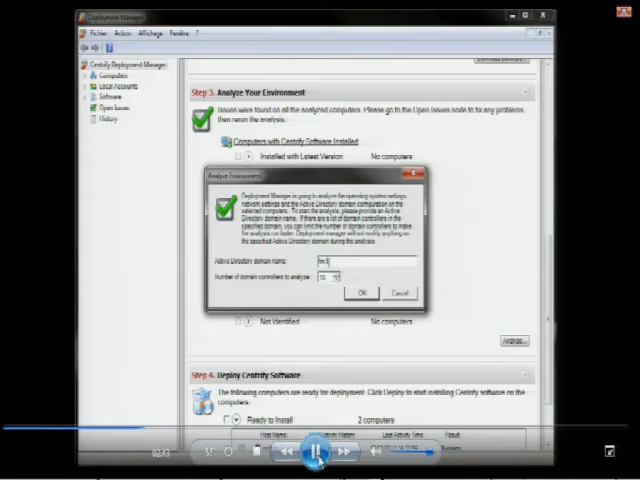 Deployment Manager
Fichier Action Affichage Fenêtre ?
Centrify Deployment Manager
Computers
Local Accounts
Software
Open Issues
History
Step 3. Analyze Your Environment
Issues were found on all the analyzed computers. Please go to the Open Issues node to fix any problems
then rerun the analysis.
Computers with Centrify Software Installed
Installed with Latest Version No computers
Analyze Environment
Deployment Manager is going to analyze the operating system settings,
network settings and the Active Directory domain configuration on the
selected computers. To start the analysis, please provide an Active
Directory domain name. If there are a lot of domain controllers in the
specified domain, you can limit the number of domain controllers to make
the analysis run faster. Deployment manager will not modify anything on
the specified Active Directory domain during the analysis.
Active Directory domain name:
Number of domain controllers to analyze: 10
OK Cancel
Not Identified No computers
Analyze...
Step 4. Deploy Centrify Software
The following computers are ready for deployment. Click Deploy to start installing Centrify software on the
computers.
Ready to Install 2 computers
Host Name Activity History Last Activity Time Result
02:43